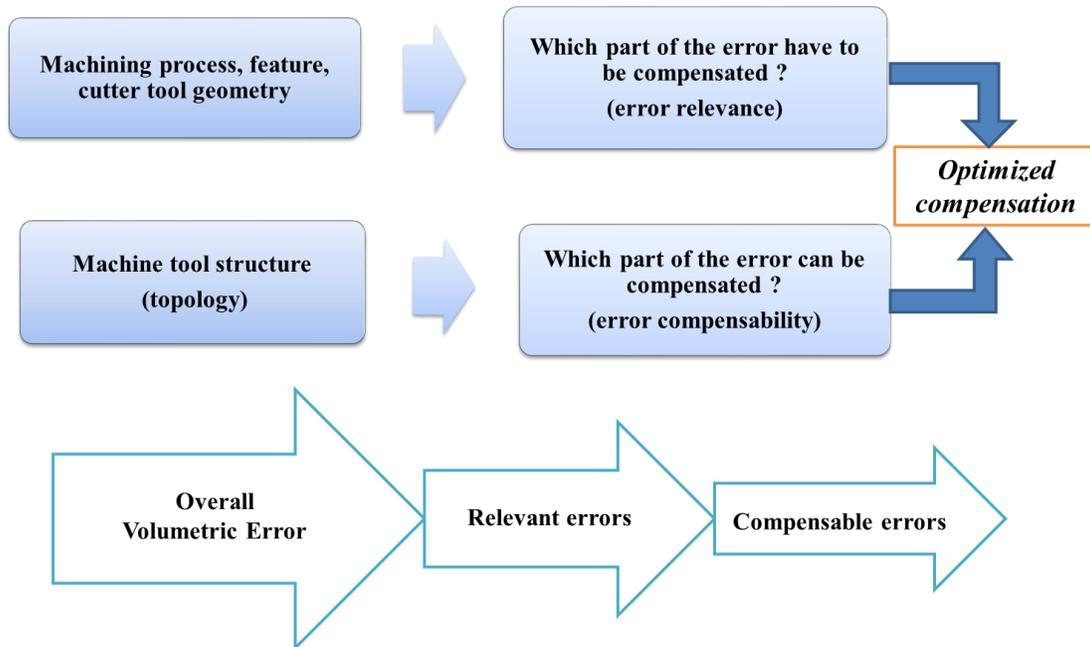 Machining process, feature,
cutter tool geometry
Which part of the error have to
be compensated ?
(error relevance)
Optimized
compensation
Machine tool structure
(topology)
Which part of the error can be
compensated ?
(error compensability)
Overall
Volumetric Error
Relevant errors
Compensable errors